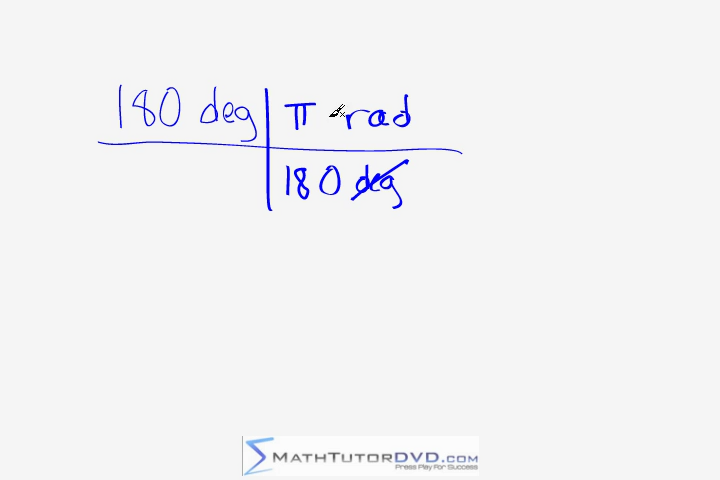 180 deg | π rad
180 deg
MATHTUTORDVD.COM
Press Play For Success